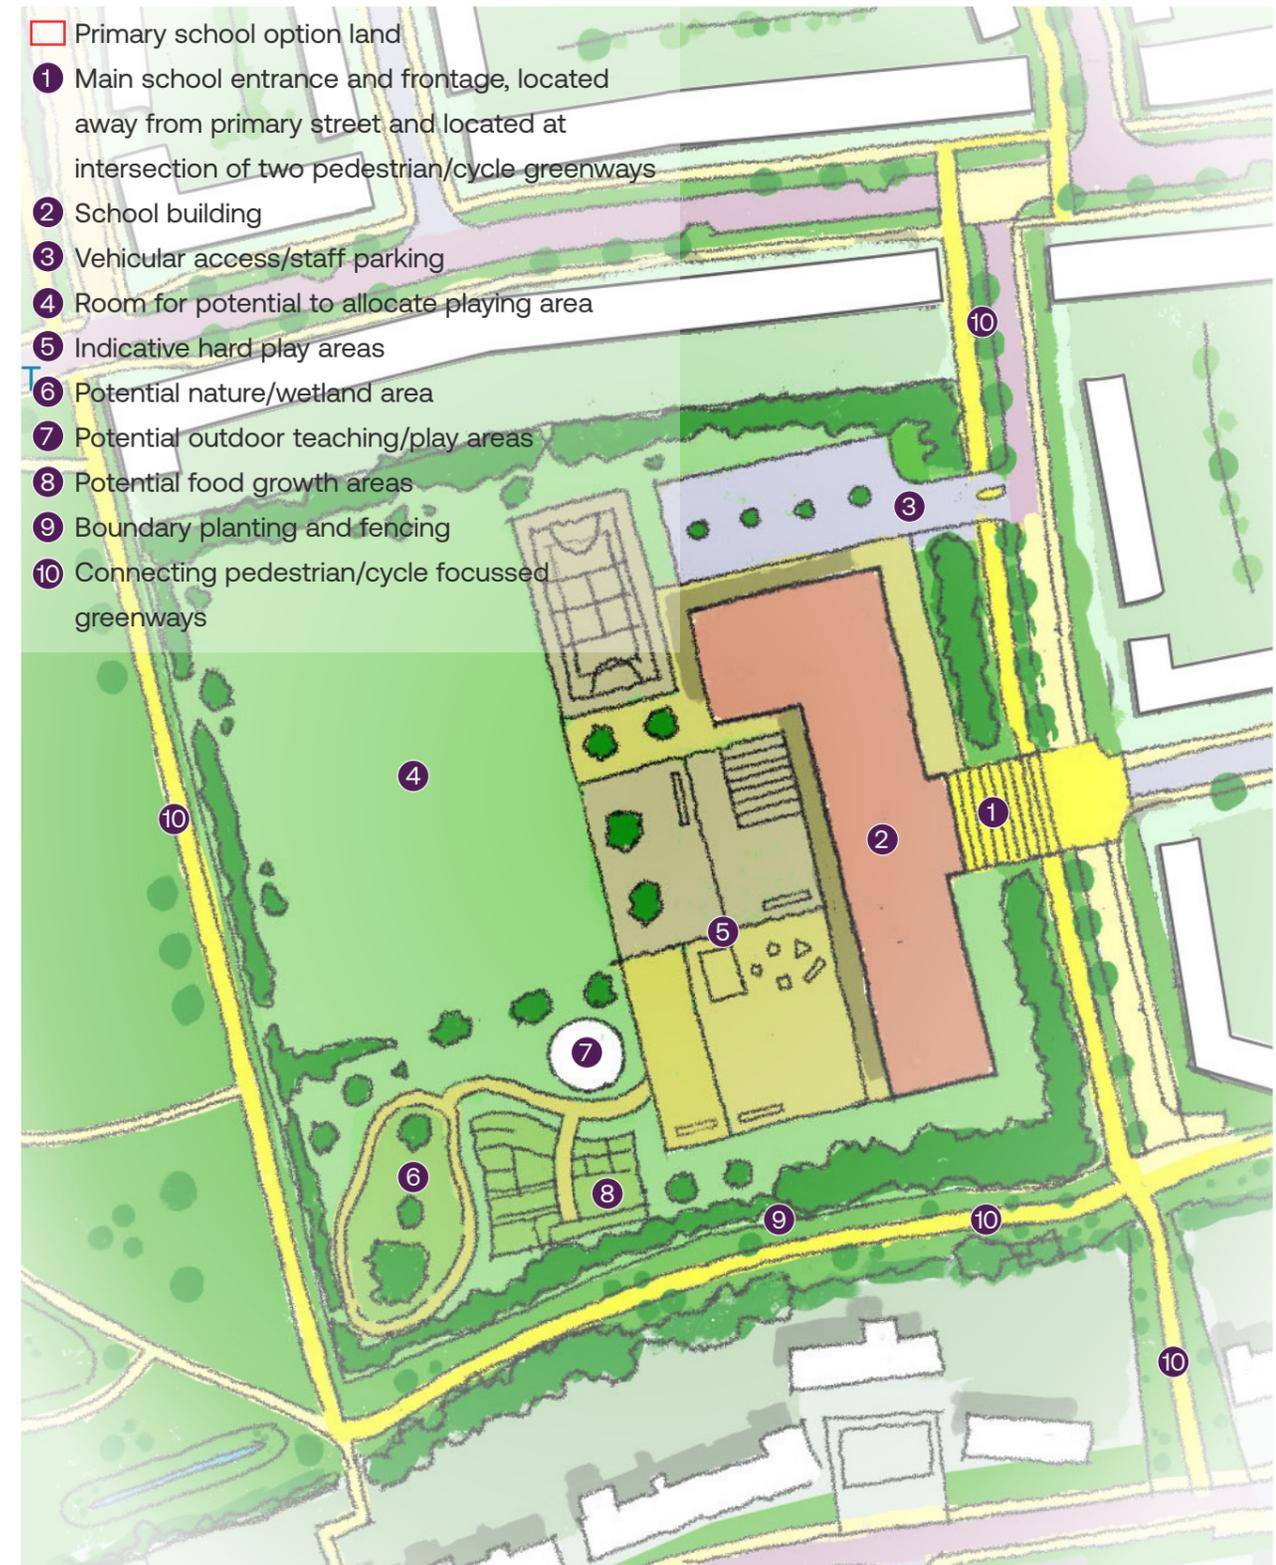 Primary school option land
1 Main school entrance and frontage, located
away from primary street and located at
intersection of two pedestrian/cycle greenways
2 School building
3 Vehicular access/staff parking
4 Room for potential to allocate playing area
5 Indicative hard play areas
T
6 Potential nature/wetland area
7 Potential outdoor teaching/play areas
8 Potential food growth areas
9 Boundary planting and fencing
10 Connecting pedestrian/cycle focussed
greenways
10
3
4
10
1
2
5
7
6
8
9
10
10